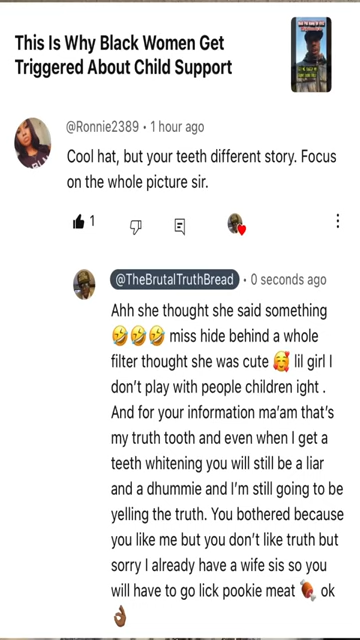 This Is Why Black Women Get
Triggered About Child Support
@Ronnie2389 • 1 hour ago
Cool hat, but your teeth different story. Focus
on the whole picture sir.
1
@TheBrutalTruthBread • 0 seconds ago
Ahh she thought she said something
🤣🤣🤣 miss hide behind a whole
filter thought she was cute 🥰 lil girl I
don't play with people children ight .
And for your information ma'am that's
my truth tooth and even when I get a
teeth whitening you will still be a liar
and a dhummie and I'm still going to be
yelling the truth. You bothered because
you like me but you don't like truth but
sorry I already have a wife sis so you
will have to go lick pookie meat 🍖 ok
👌🏾